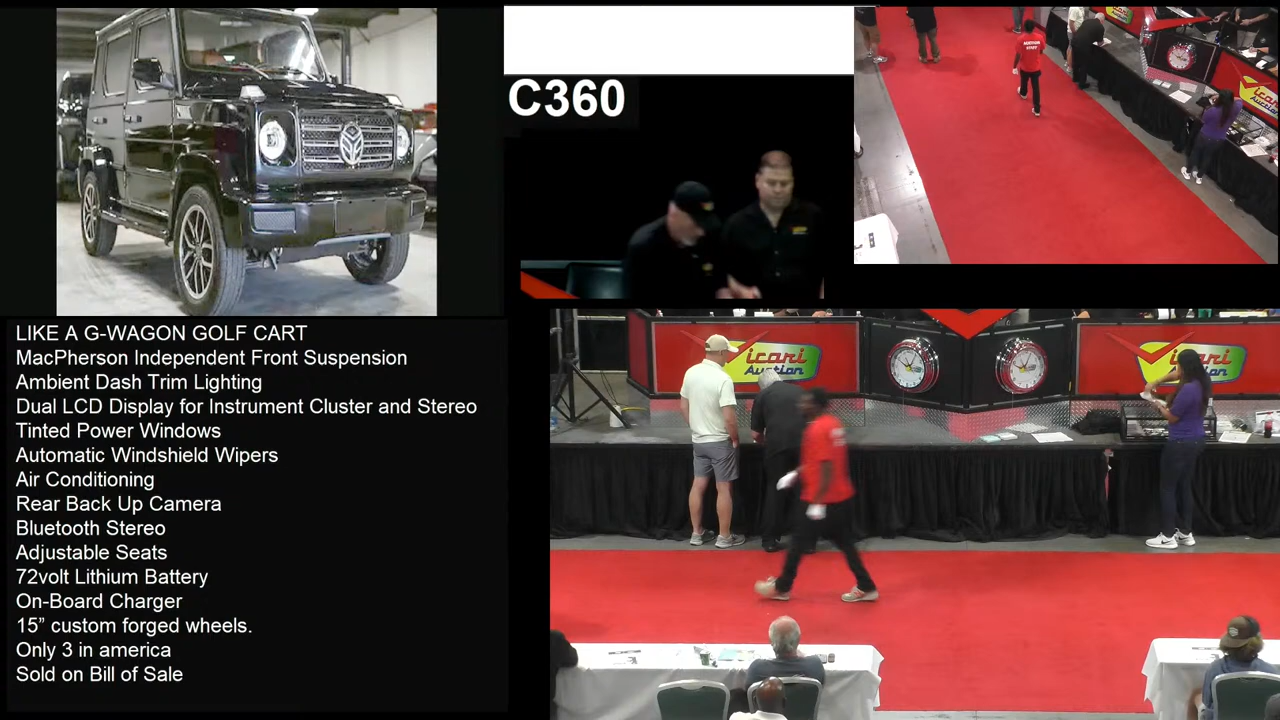 C360
LIKE A G-WAGON GOLF CART
MacPherson Independent Front Suspension
Ambient Dash Trim Lighting
Dual LCD Display for Instrument Cluster and Stereo
Tinted Power Windows
Automatic Windshield Wipers
Air Conditioning
Rear Back Up Camera
Bluetooth Stereo
Adjustable Seats
72volt Lithium Battery
On-Board Charger
15” custom forged wheels.
Only 3 in america
Sold on Bill of Sale
Vicari
Auction
Vicari
Auction
Vicari
Auction